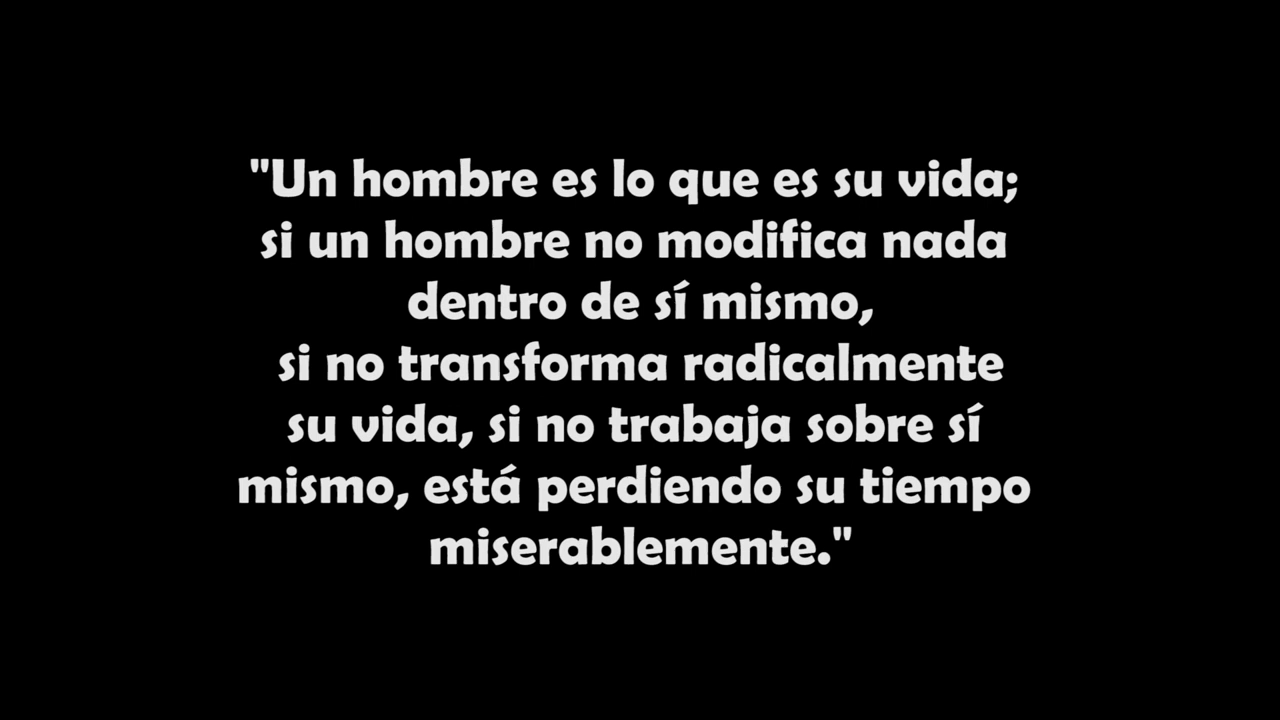 "Un hombre es lo que es su vida;
si un hombre no modifica nada
dentro de sí mismo,
si no transforma radicalmente
su vida, si no trabaja sobre sí
mismo, está perdiendo su tiempo
miserablemente."